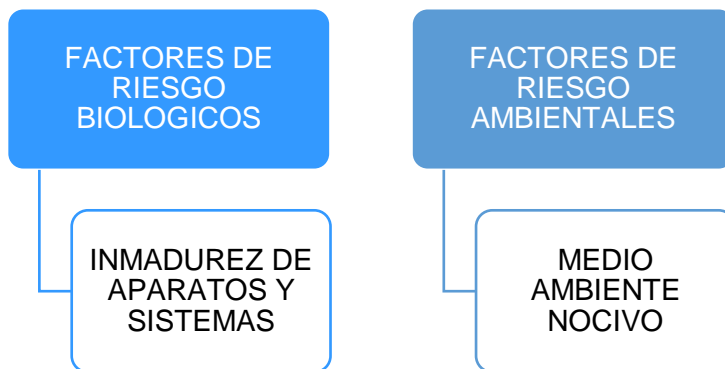 FACTORES DE
RIESGO
BIOLOGICOS
INMADUREZ DE
APARATOS Y
SISTEMAS
FACTORES DE
RIESGO
AMBIENTALES
MEDIO
AMBIENTE
NOCIVO